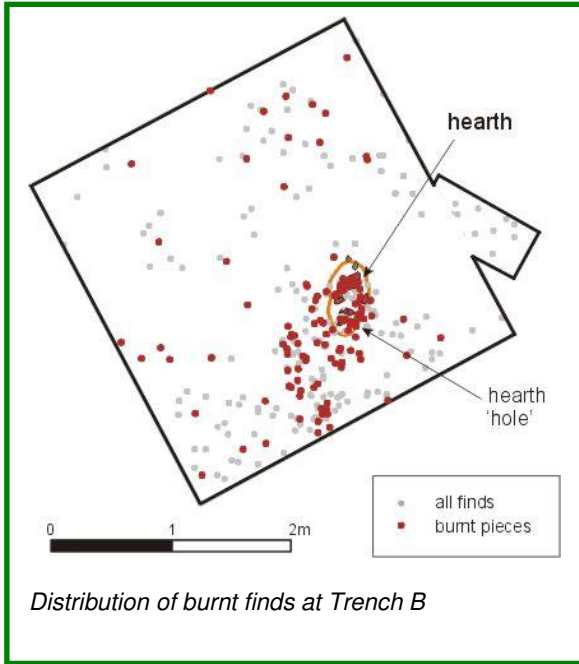 hearth
hearth
'hole'
all finds
burnt pieces
0 1 2m
Distribution of burnt finds at Trench B